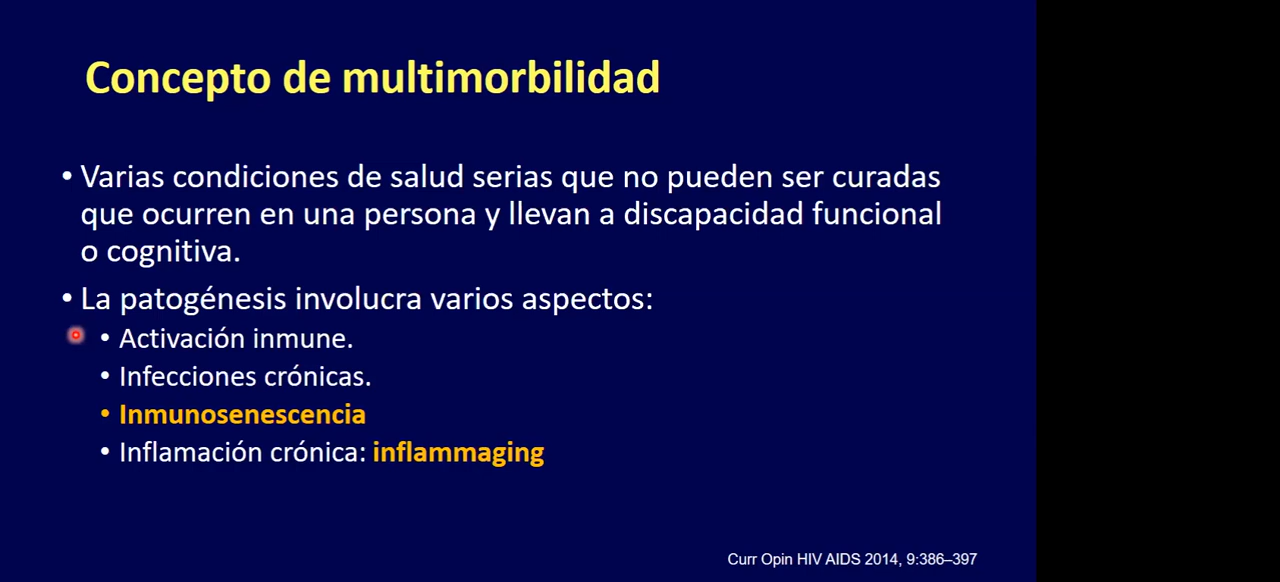 Concepto de multimorbilidad
• Varias condiciones de salud serias que no pueden ser curadas
que ocurren en una persona y llevan a discapacidad funcional
o cognitiva.
• La patogénesis involucra varios aspectos:
• Activación inmune.
• Infecciones crónicas.
• Inmunosenescencia
• Inflamación crónica: inflammaging
Curr Opin HIV AIDS 2014, 9:386–397